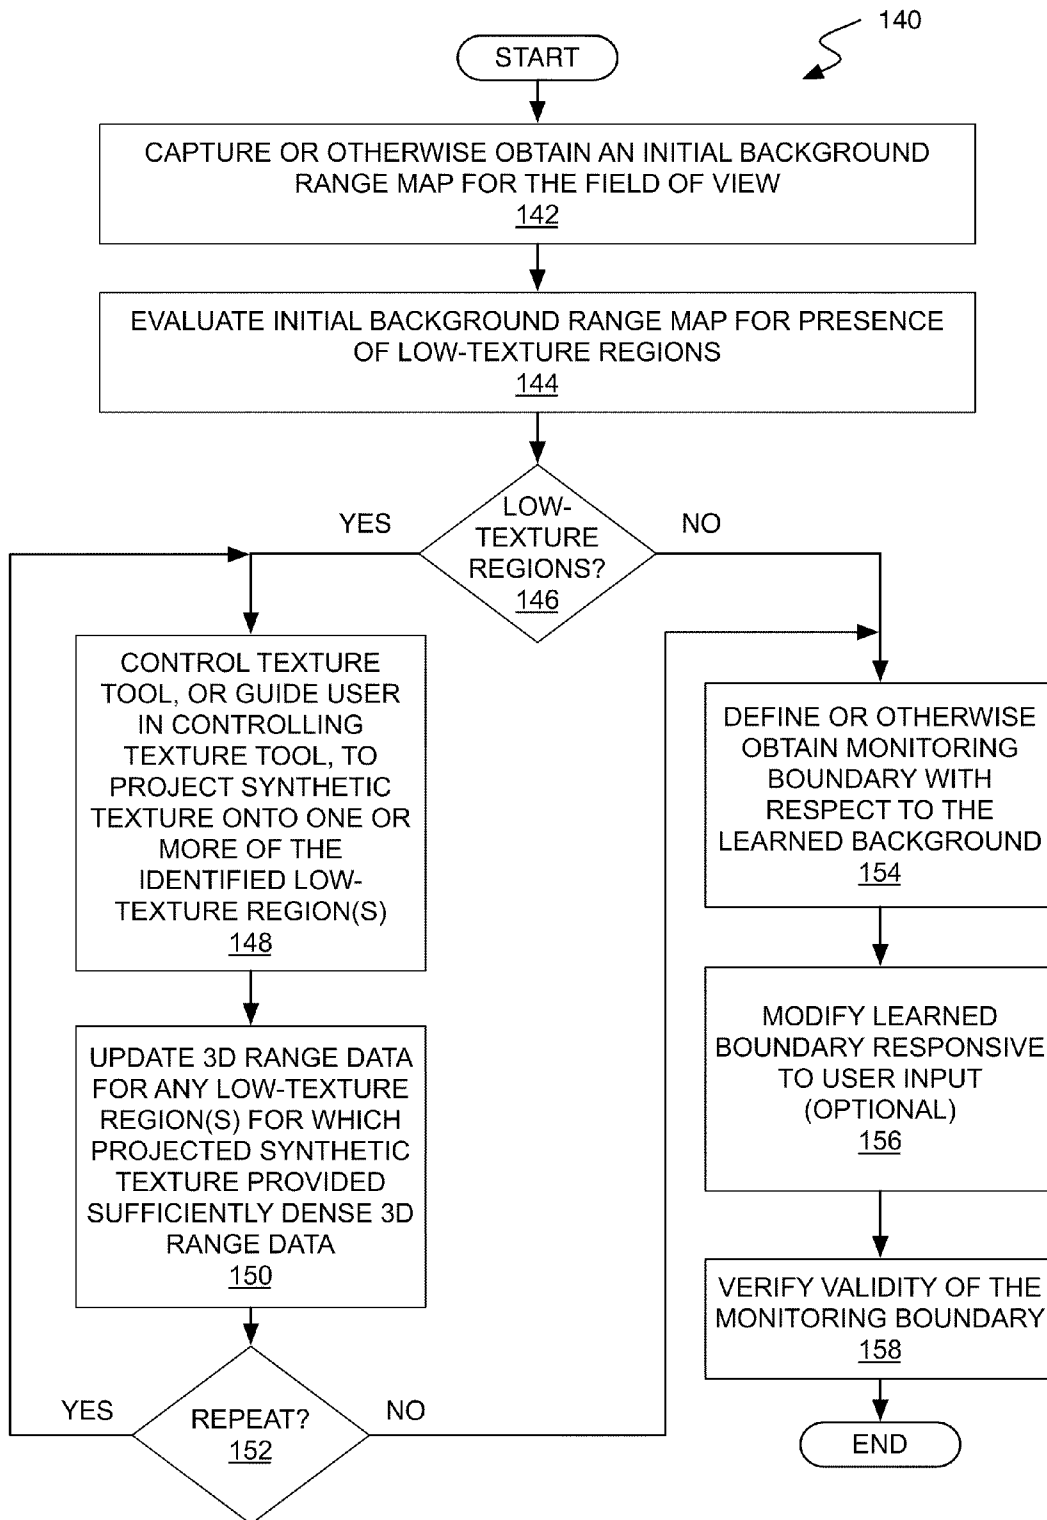 140
START
CAPTURE OR OTHERWISE OBTAIN AN INITIAL BACKGROUND
RANGE MAP FOR THE FIELD OF VIEW
142
EVALUATE INITIAL BACKGROUND RANGE MAP FOR PRESENCE
OF LOW-TEXTURE REGIONS
144
YES
LOW-
TEXTURE
REGIONS?
146
NO
CONTROL TEXTURE
TOOL, OR GUIDE USER
IN CONTROLLING
TEXTURE TOOL, TO
PROJECT SYNTHETIC
TEXTURE ONTO ONE OR
MORE OF THE
IDENTIFIED LOW-
TEXTURE REGION(S)
148
UPDATE 3D RANGE DATA
FOR ANY LOW-TEXTURE
REGION(S) FOR WHICH
PROJECTED SYNTHETIC
TEXTURE PROVIDED
SUFFICIENTLY DENSE 3D
RANGE DATA
150
YES
REPEAT?
152
NO
DEFINE OR OTHERWISE
OBTAIN MONITORING
BOUNDARY WITH
RESPECT TO THE
LEARNED BACKGROUND
154
MODIFY LEARNED
BOUNDARY RESPONSIVE
TO USER INPUT
(OPTIONAL)
156
VERIFY VALIDITY OF THE
MONITORING BOUNDARY
158
END